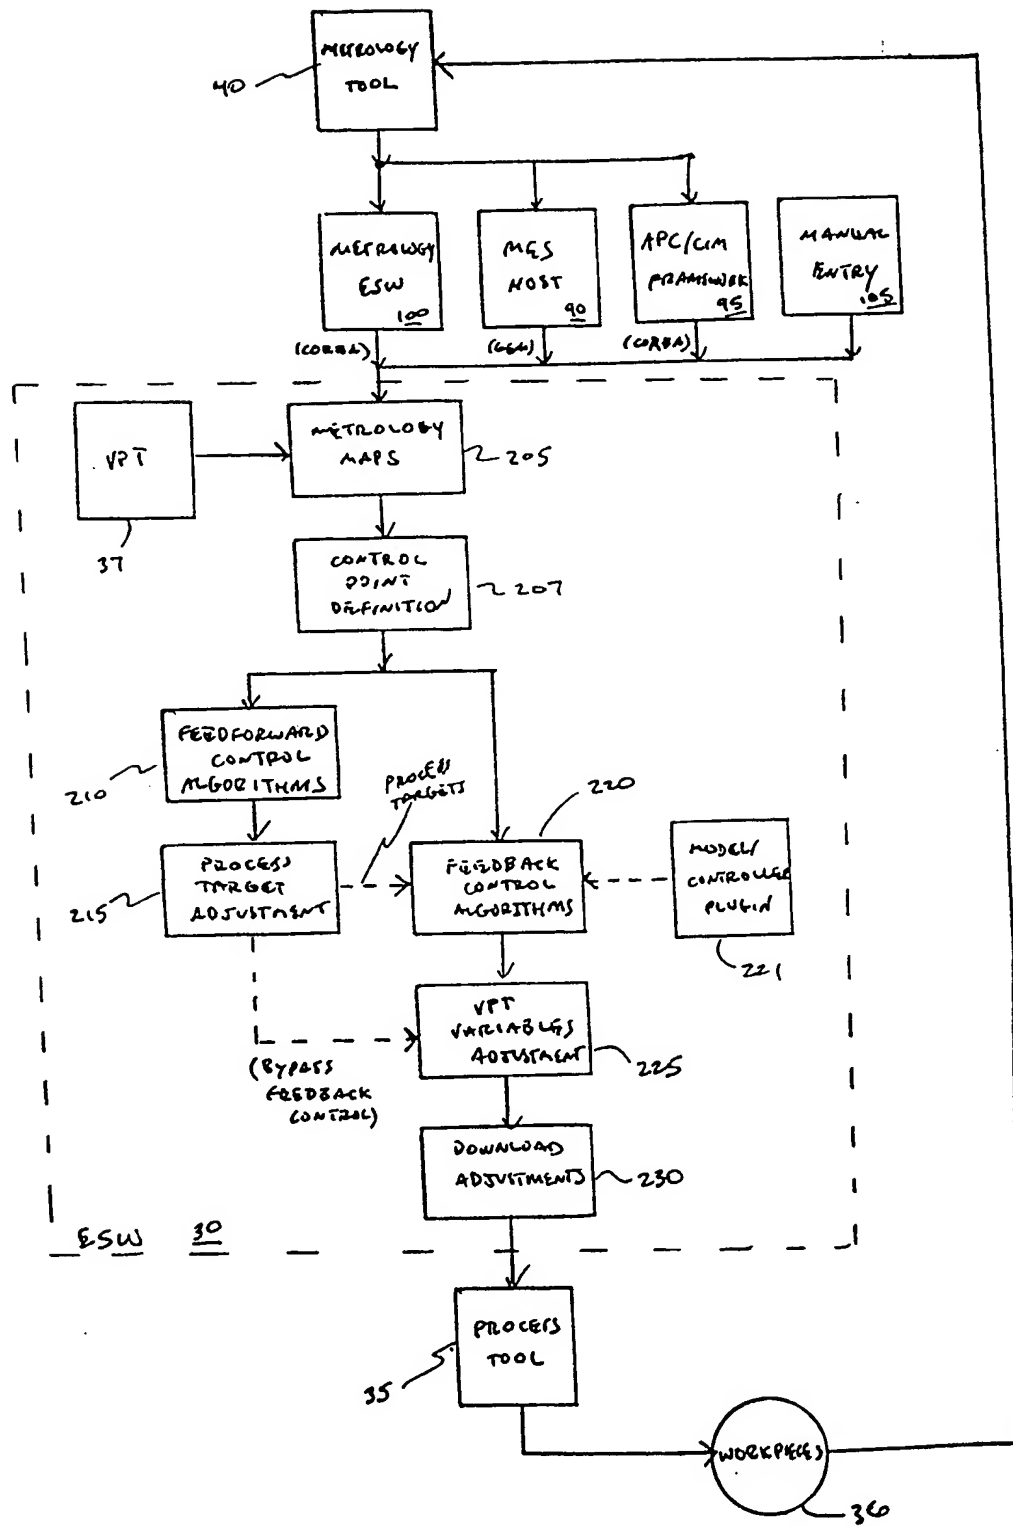 METROLOGY
TOOL
40
METROLOGY
ESW
100
MES
HOST
90
APC/CIM
FRAMEWORK
95
MANUAL
ENTRY
105
(CORBA)
(GEM)
(CORBA)
VPT
37
METROLOGY
MAPS
205
CONTROL
POINT
DEFINITION
207
FEEDFORWARD
CONTROL
ALGORITHMS
210
PROCESS
TARGETS
220
PROCESS
TARGET
ADJUSTMENT
215
FEEDBACK
CONTROL
ALGORITHMS
MODEL/
CONTROLLER
PLUGIN
221
VPT
VARIABLES
ADJUSTMENT
225
(BYPASS
FEEDBACK
CONTROL)
DOWNLOAD
ADJUSTMENTS
230
ESW 30
PROCESS
TOOL
35
WORKPIECES
36